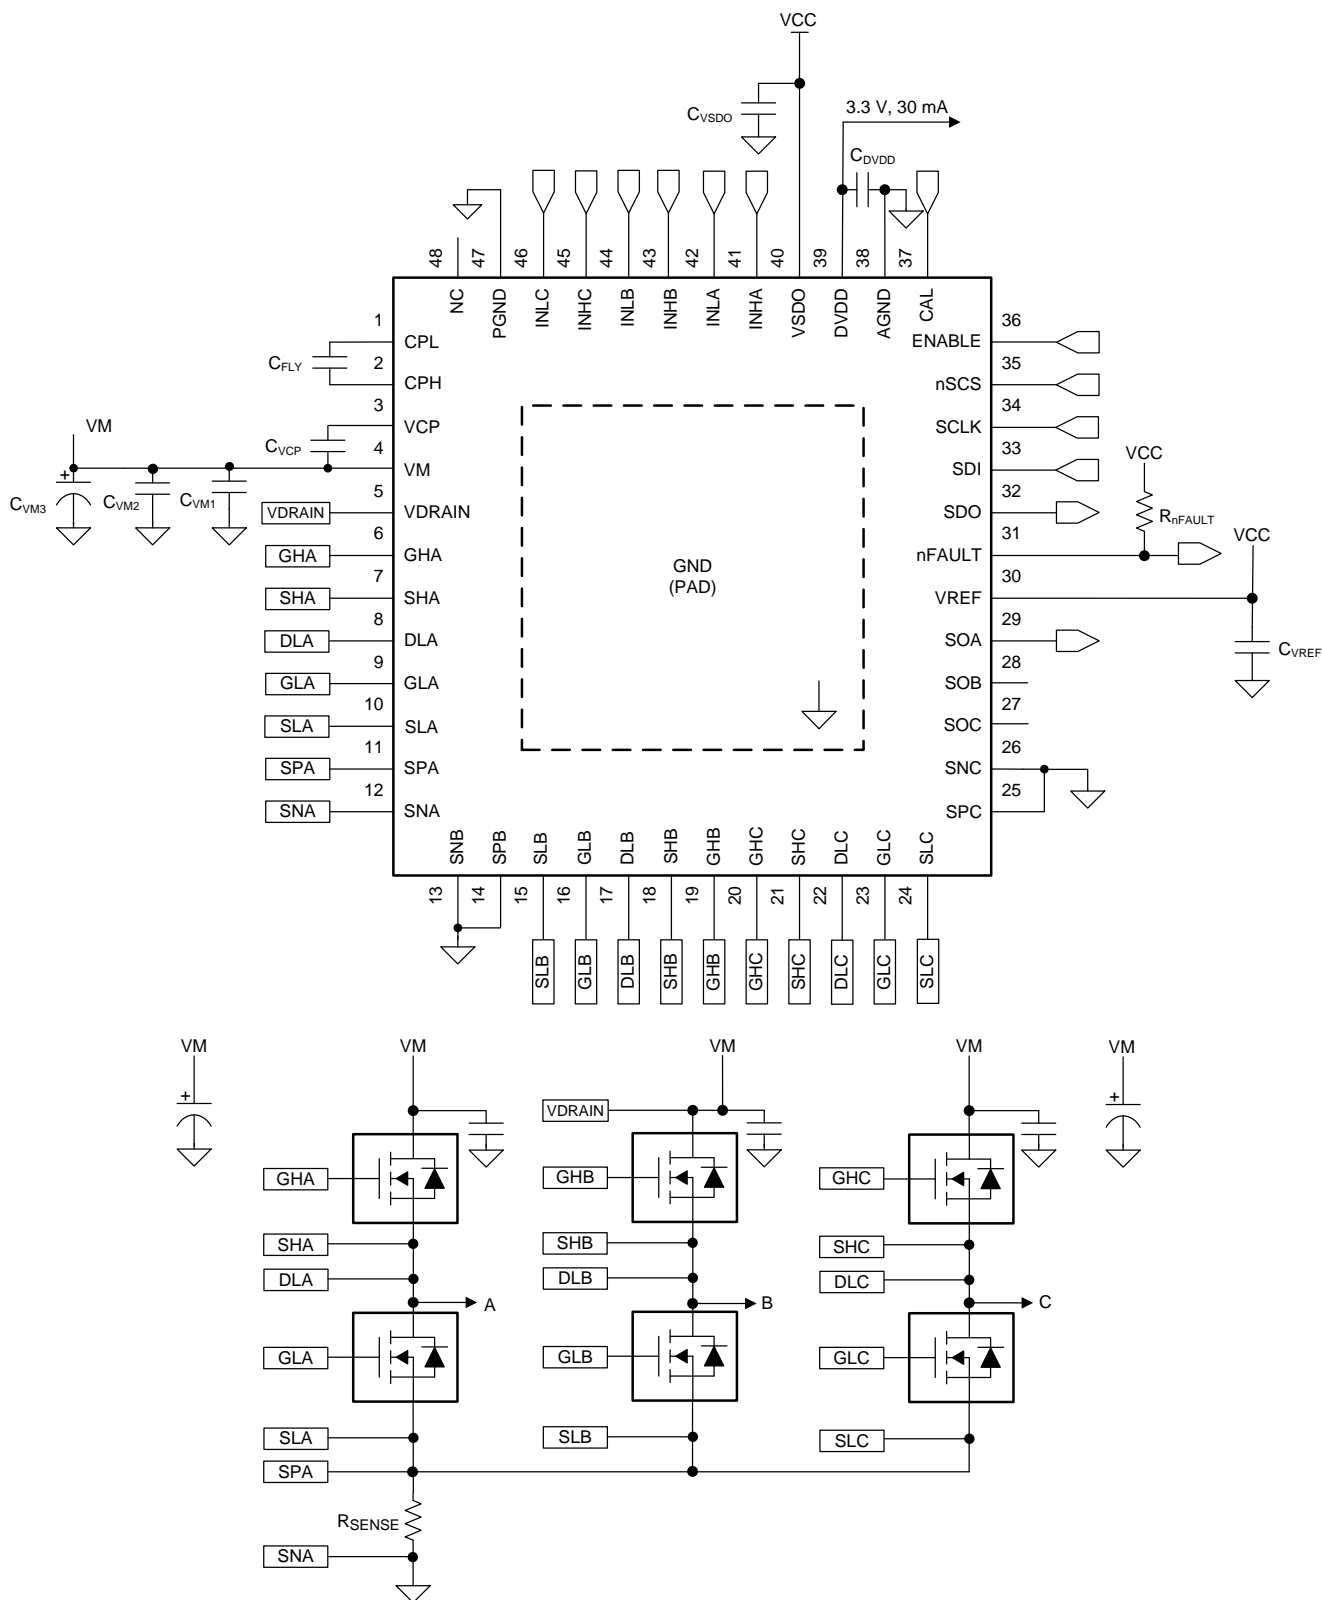 VCC
CVSDO
3.3 V, 30 mA
CDVDD
48 47 46 45 44 43 42 41 40 39 38 37
NC PGND INLC INHC INLB INHB INLA INHA VSDO DVDD AGND CAL
1 CPL
CFLY
2 CPH
3 VCP
CVCP
VM
4 VM
CVM3 CVM2 CVM1
5 VDRAIN VDRAIN
6 GHA GHA
7 SHA SHA
8 DLA DLA
9 GLA GLA
10 SLA SLA
11 SPA SPA
12 SNA SNA
GND
(PAD)
36 ENABLE
35 nSCS
34 SCLK
33 SDI
VCC
32 SDO
RnFAULT
31 nFAULT
VCC
30 VREF
29 SOA
CVREF
28 SOB
27 SOC
26 SNC
25 SPC
SNB SPB SLB GLB DLB SHB GHB GHC SHC DLC GLC SLC
13 14 15 16 17 18 19 20 21 22 23 24
SLB GLB DLB SHB GHB GHC SHC DLC GLC SLC
VM VM VM VM VM
+ VDRAIN +
GHA GHB GHC
SHA SHB SHC
DLA DLB DLC
A B C
GLA GLB GLC
SLA SLB SLC
SPA
RSENSE
SNA